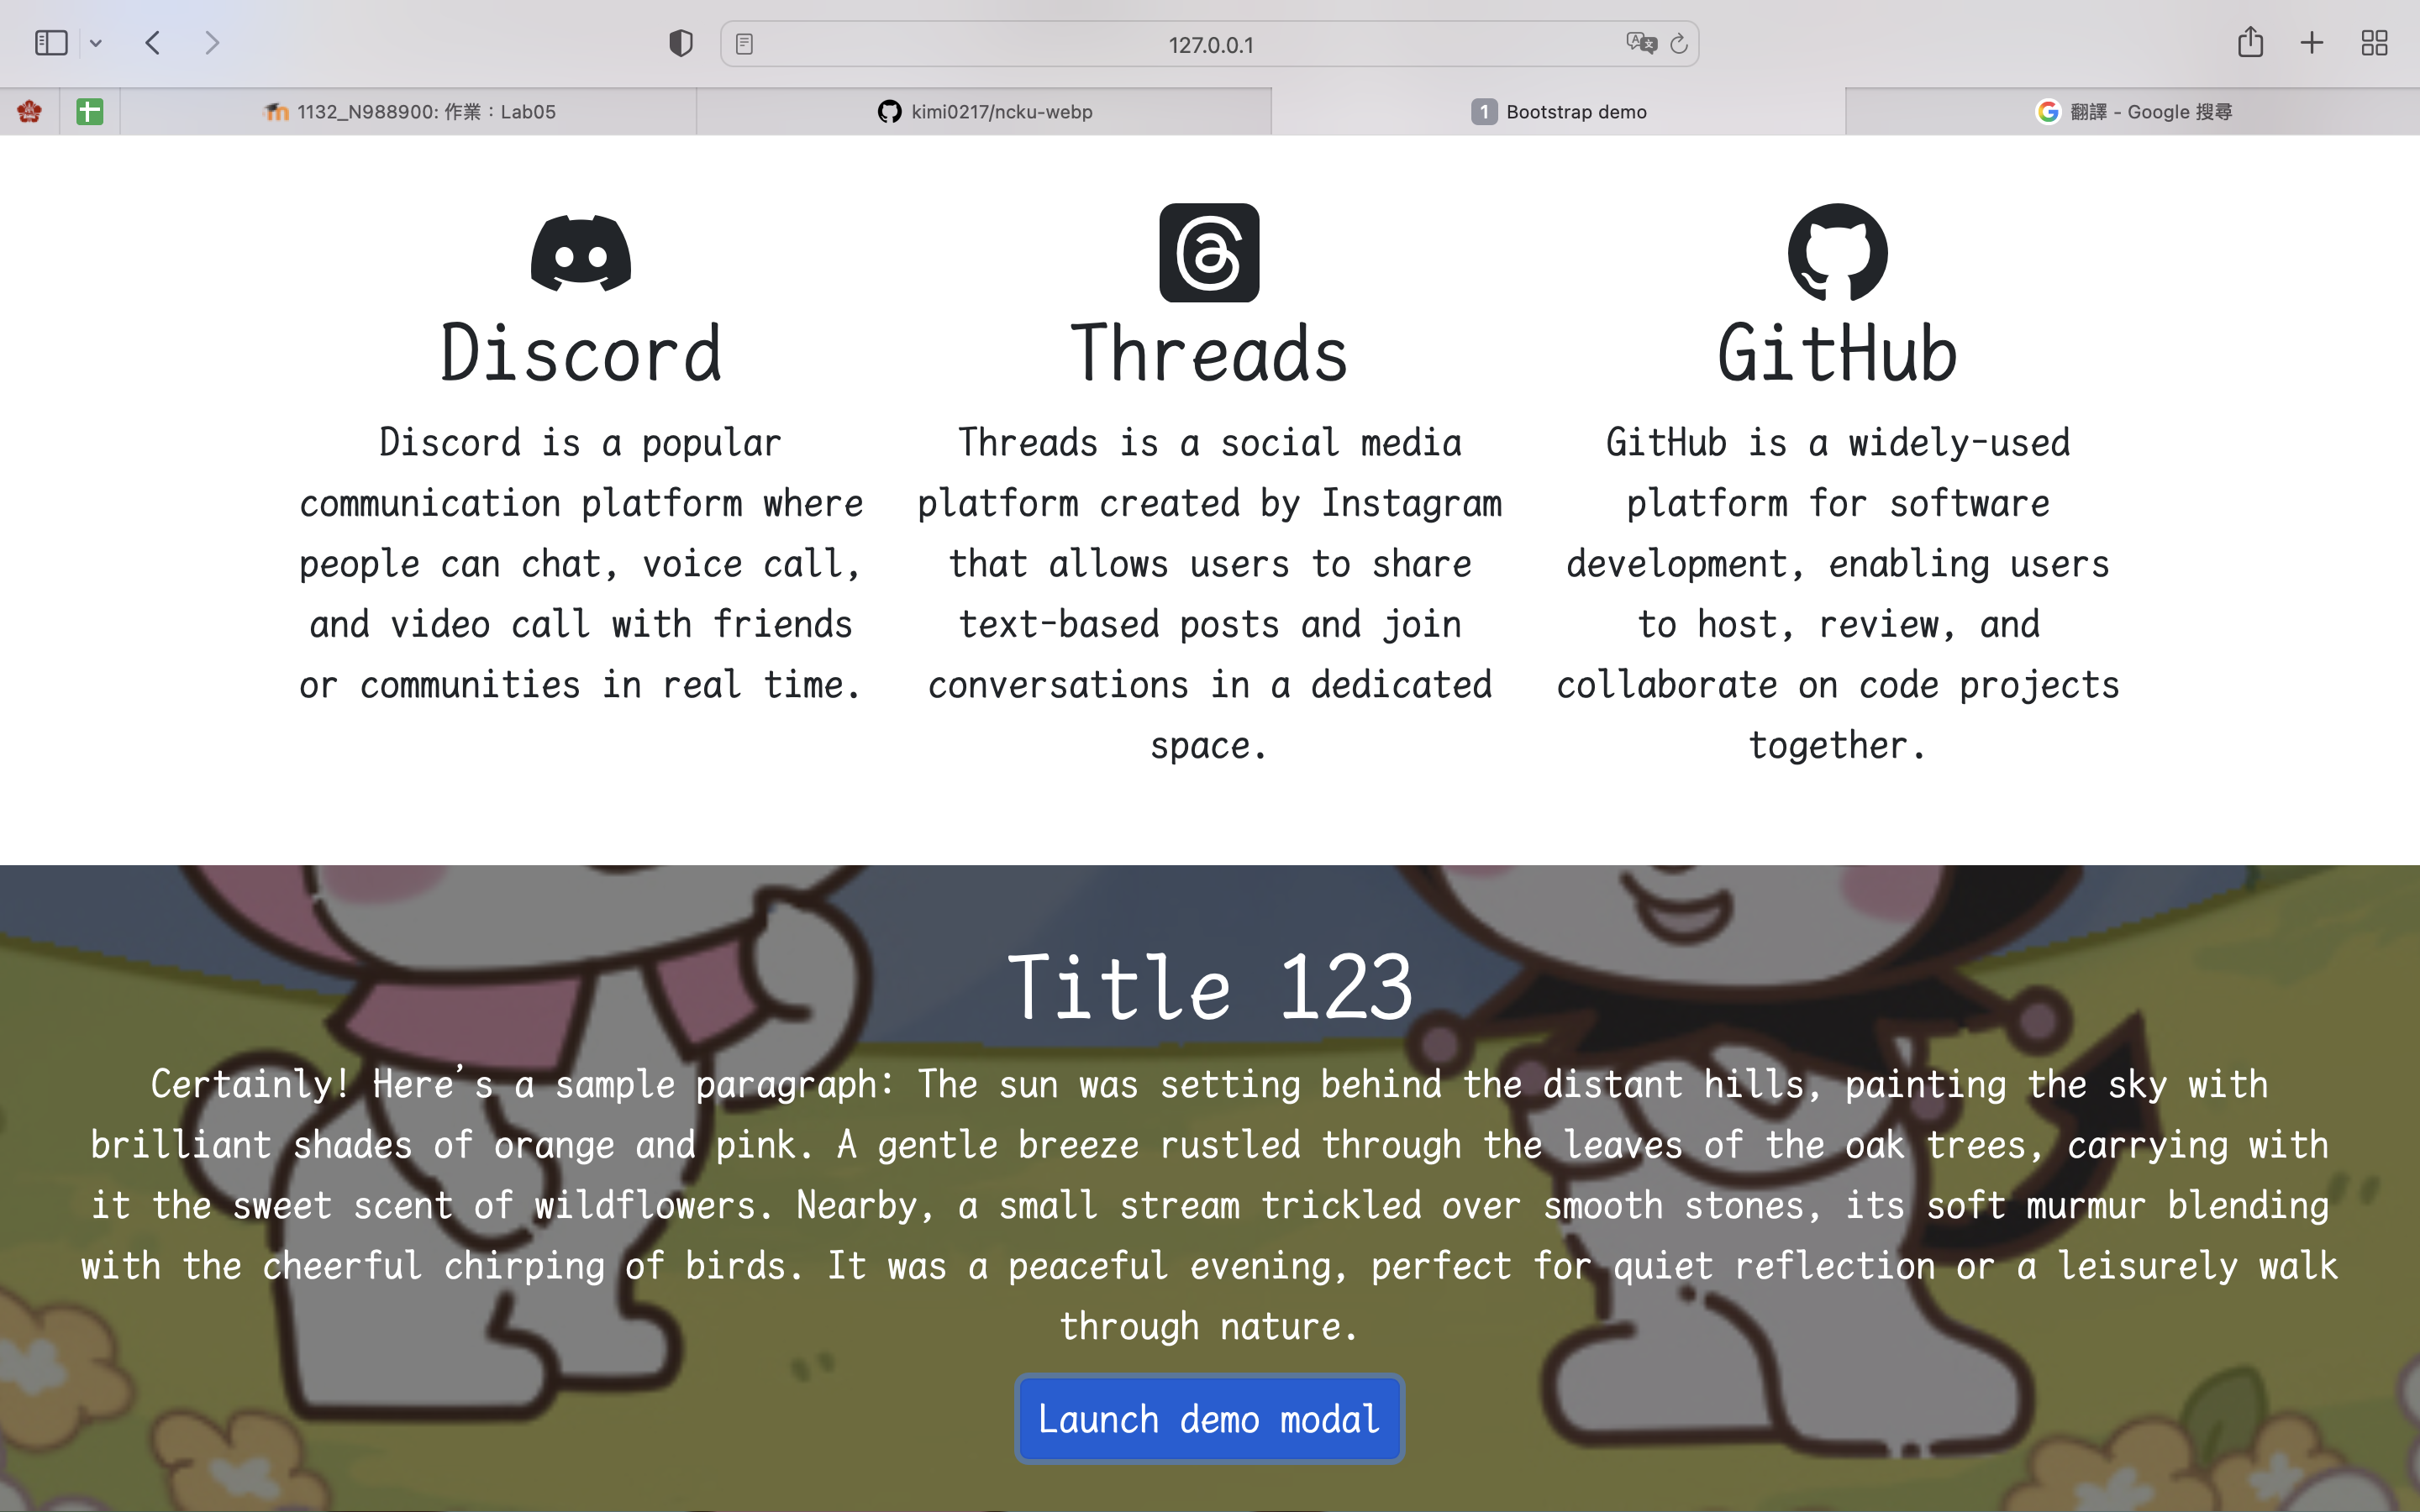 127.0.0.1
1132_N988900: 作業：Lab05
kimi0217/ncku-webp
1 Bootstrap demo
翻譯 - Google 搜尋
Discord
Discord is a popular
communication platform where
people can chat, voice call,
and video call with friends
or communities in real time.
Threads
Threads is a social media
platform created by Instagram
that allows users to share
text-based posts and join
conversations in a dedicated
space.
GitHub
GitHub is a widely-used
platform for software
development, enabling users
to host, review, and
collaborate on code projects
together.
Title 123
Certainly! Here's a sample paragraph: The sun was setting behind the distant hills, painting the sky with
brilliant shades of orange and pink. A gentle breeze rustled through the leaves of the oak trees, carrying with
it the sweet scent of wildflowers. Nearby, a small stream trickled over smooth stones, its soft murmur blending
with the cheerful chirping of birds. It was a peaceful evening, perfect for quiet reflection or a leisurely walk
through nature.
Launch demo modal